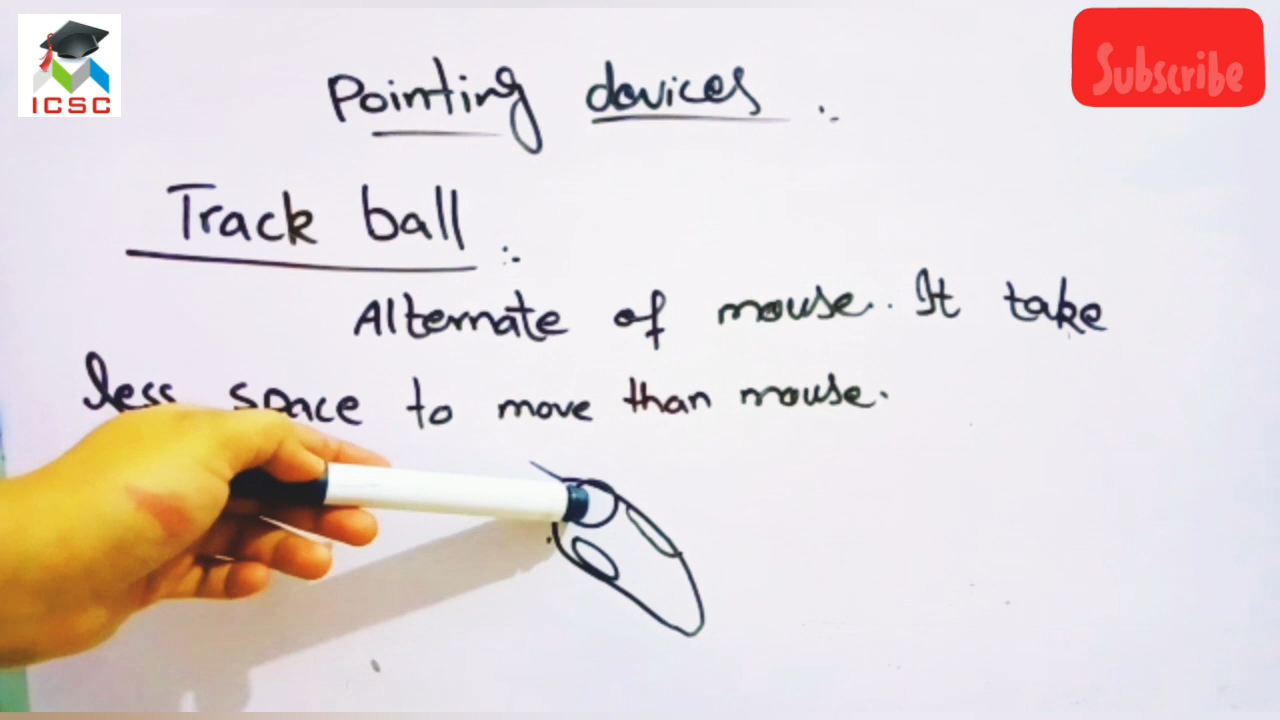 ICSC
Subscribe
Pointing devices :-
Track ball :-
Alternate of mouse. It take
less space to move than mouse.